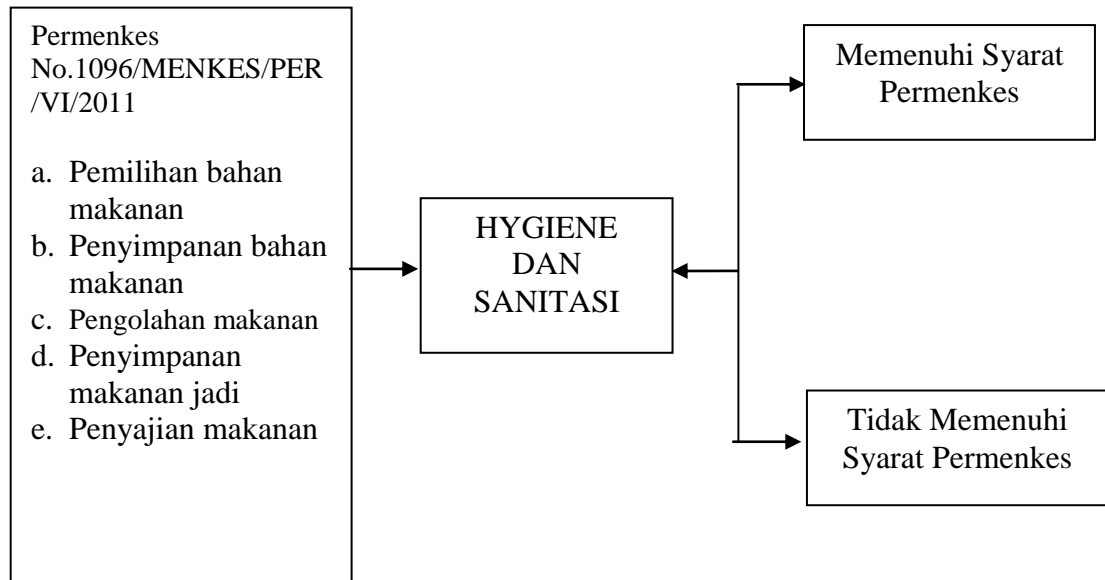 Permenkes
No.1096/MENKES/PER
/VI/2011
a. Pemilihan bahan
makanan
b. Penyimpanan bahan
makanan
c. Pengolahan makanan
d. Penyimpanan
makanan jadi
e. Penyajian makanan
HYGIENE
DAN
SANITASI
Memenuhi Syarat
Permenkes
Tidak Memenuhi
Syarat Permenkes